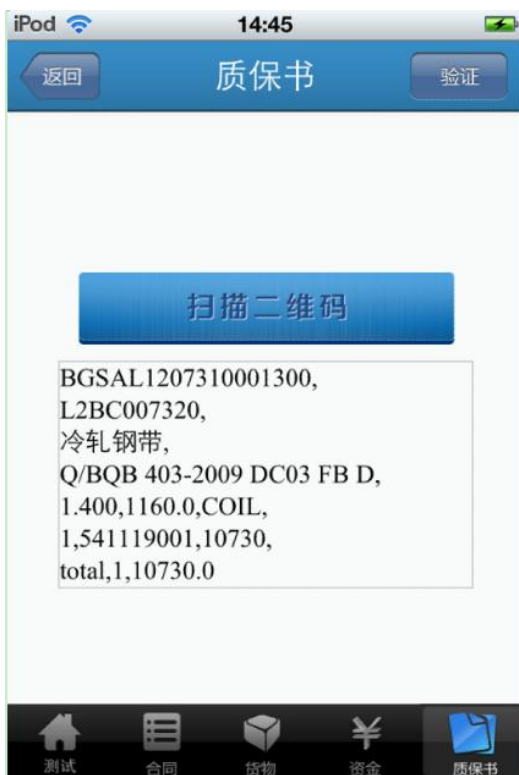 iPod 14:45
返回 质保书 验证
扫描二维码
BGSAL1207310001300,
L2BC007320,
冷轧钢带,
Q/BQB 403-2009 DC03 FB D,
1.400,1160.0,COIL,
1,541119001,10730,
total,1,10730.0
测试 合同 货物 资金 质保书